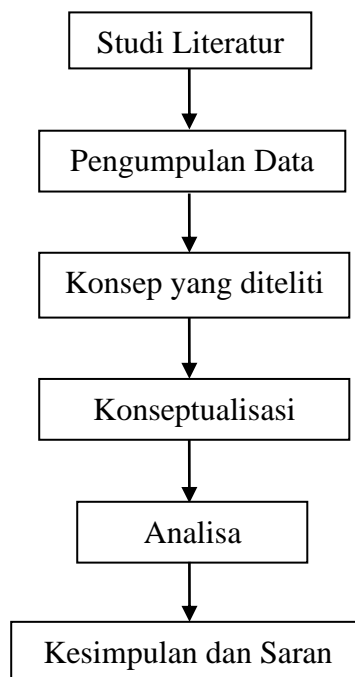 Studi Literatur
Pengumpulan Data
Konsep yang diteliti
Konseptualisasi
Analisa
Kesimpulan dan Saran